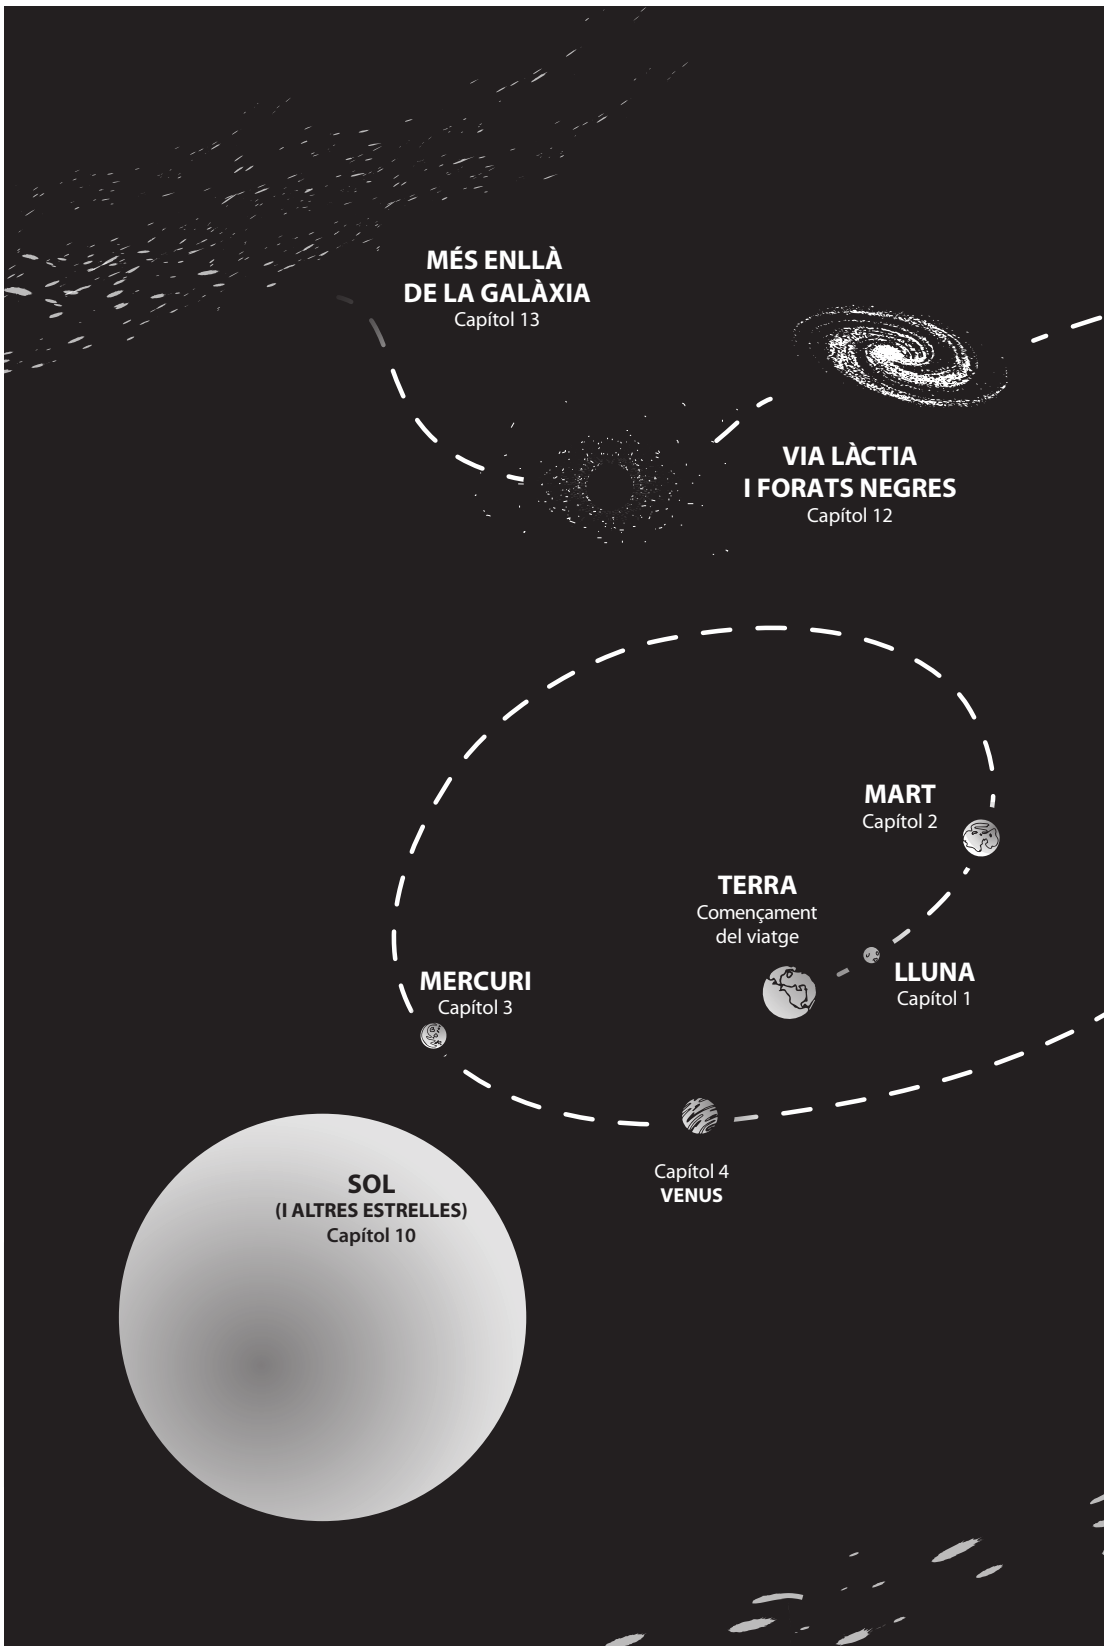 MÉS ENLLÀ
DE LA GALÀXIA
Capítol 13
VIA LÀCTIA
I FORATS NEGRES
Capítol 12
MART
Capítol 2
TERRA
Començament
del viatge
LLUNA
Capítol 1
MERCURI
Capítol 3
Capítol 4
VENUS
SOL
(I ALTRES ESTRELLES)
Capítol 10